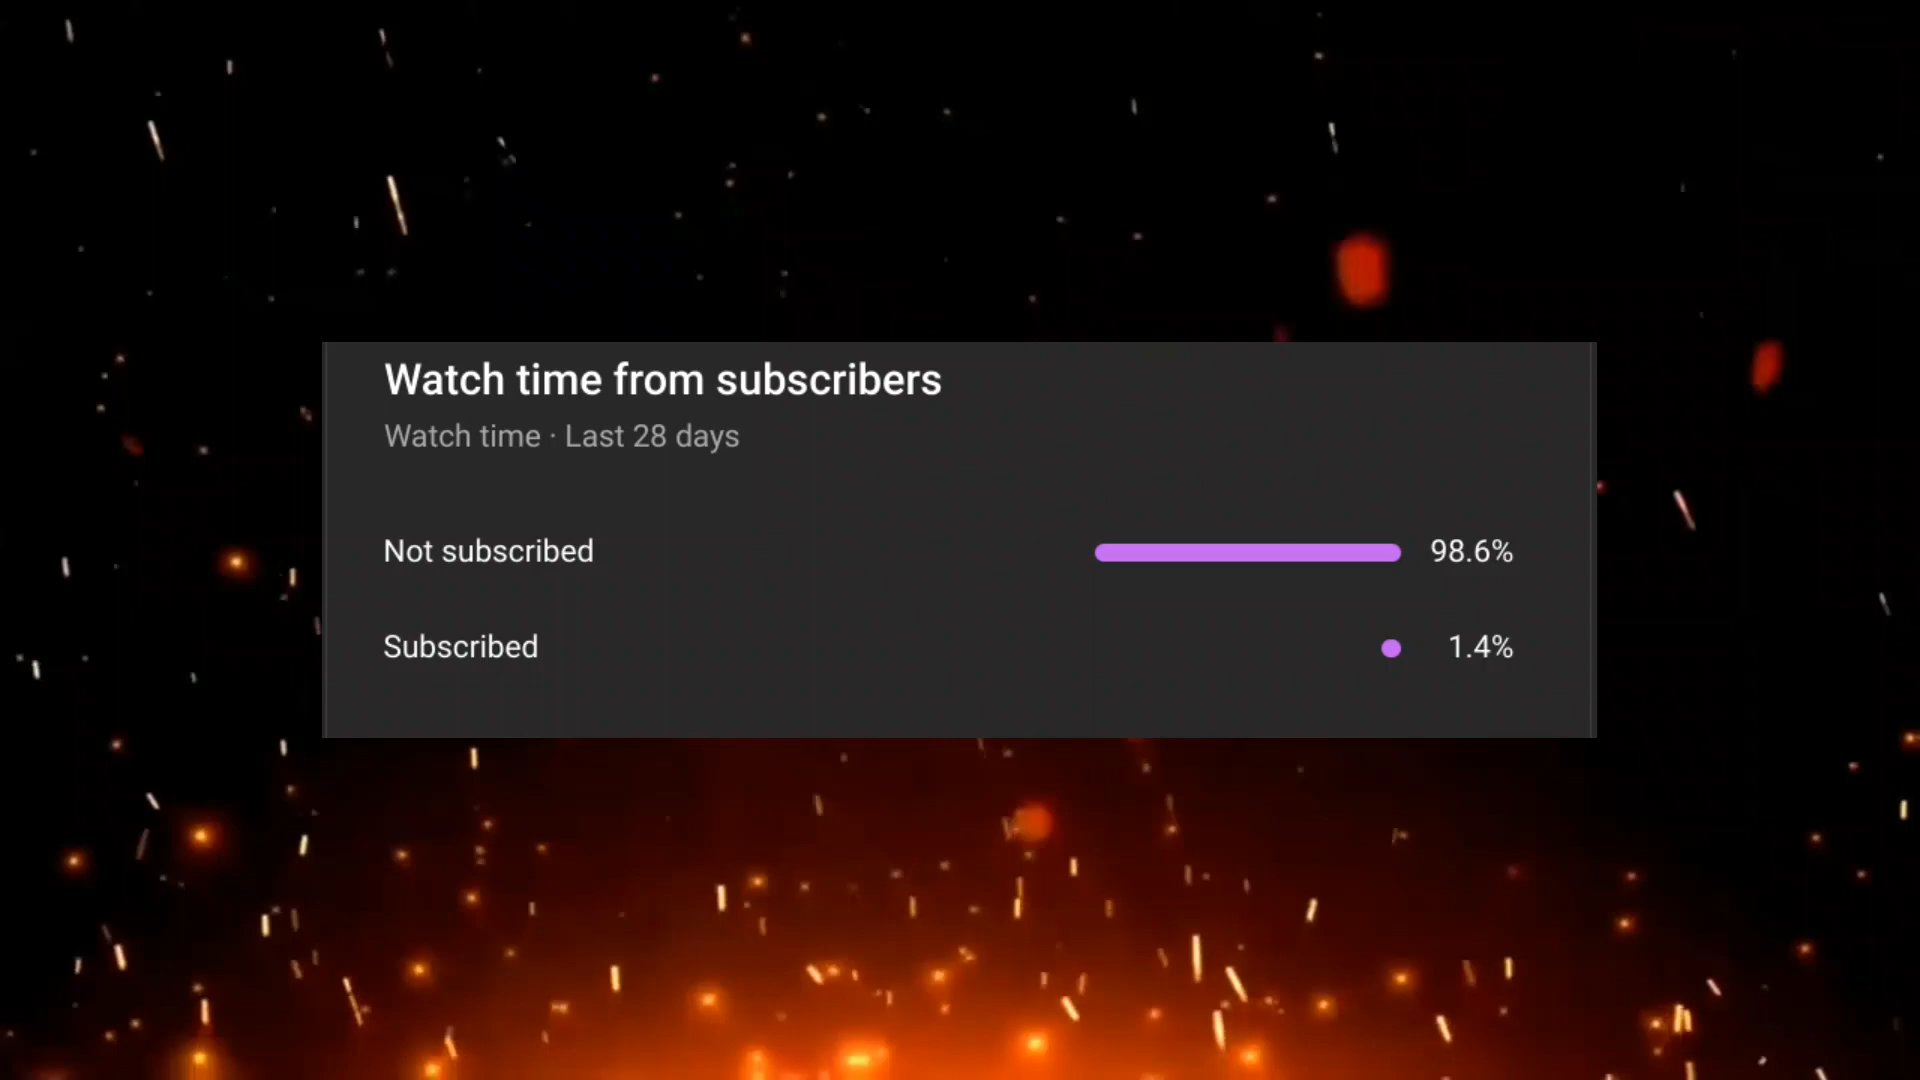 Watch time from subscribers
Watch time · Last 28 days
Not subscribed 98.6%
Subscribed 1.4%